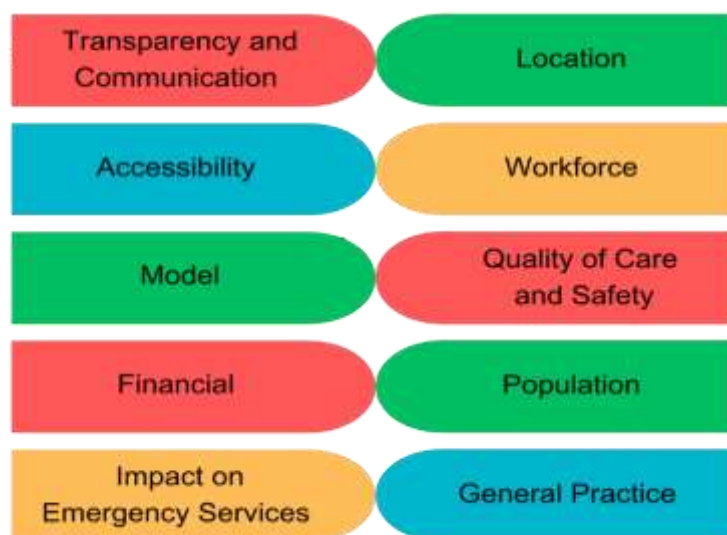 Transparency and
Communication
Location
Accessibility
Workforce
Model
Quality of Care
and Safety
Financial
Population
Impact on
Emergency Services
General Practice